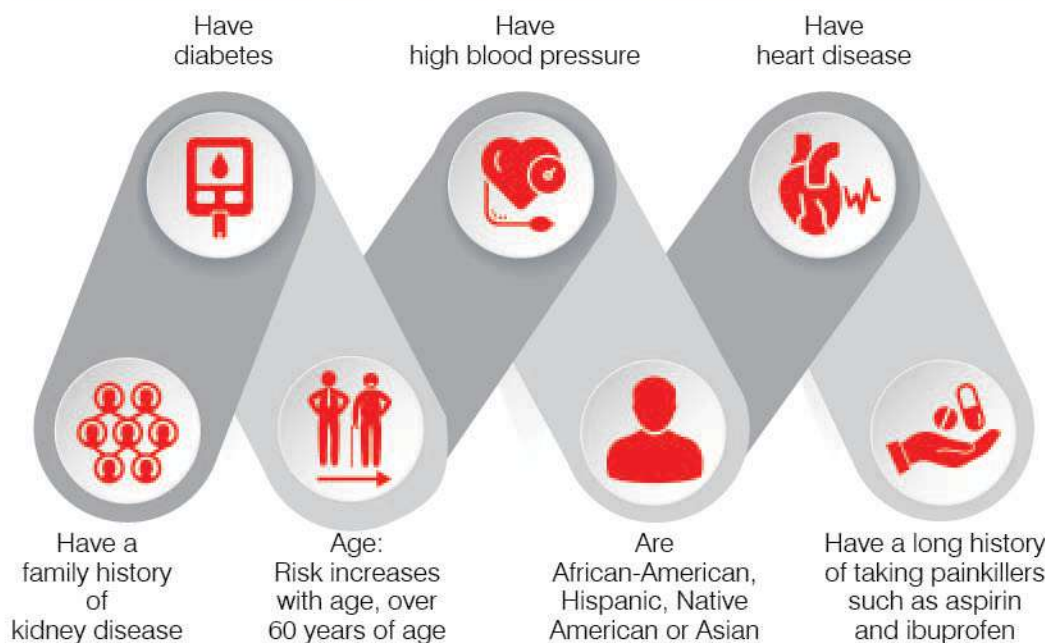 Have
diabetes
Have
high blood pressure
Have
heart disease
Have a
family history
of
kidney disease
Age:
Risk increases
with age, over
60 years of age
Are
African-American,
Hispanic, Native
American or Asian
Have a long history
of taking painkillers
such as aspirin
and ibuprofen